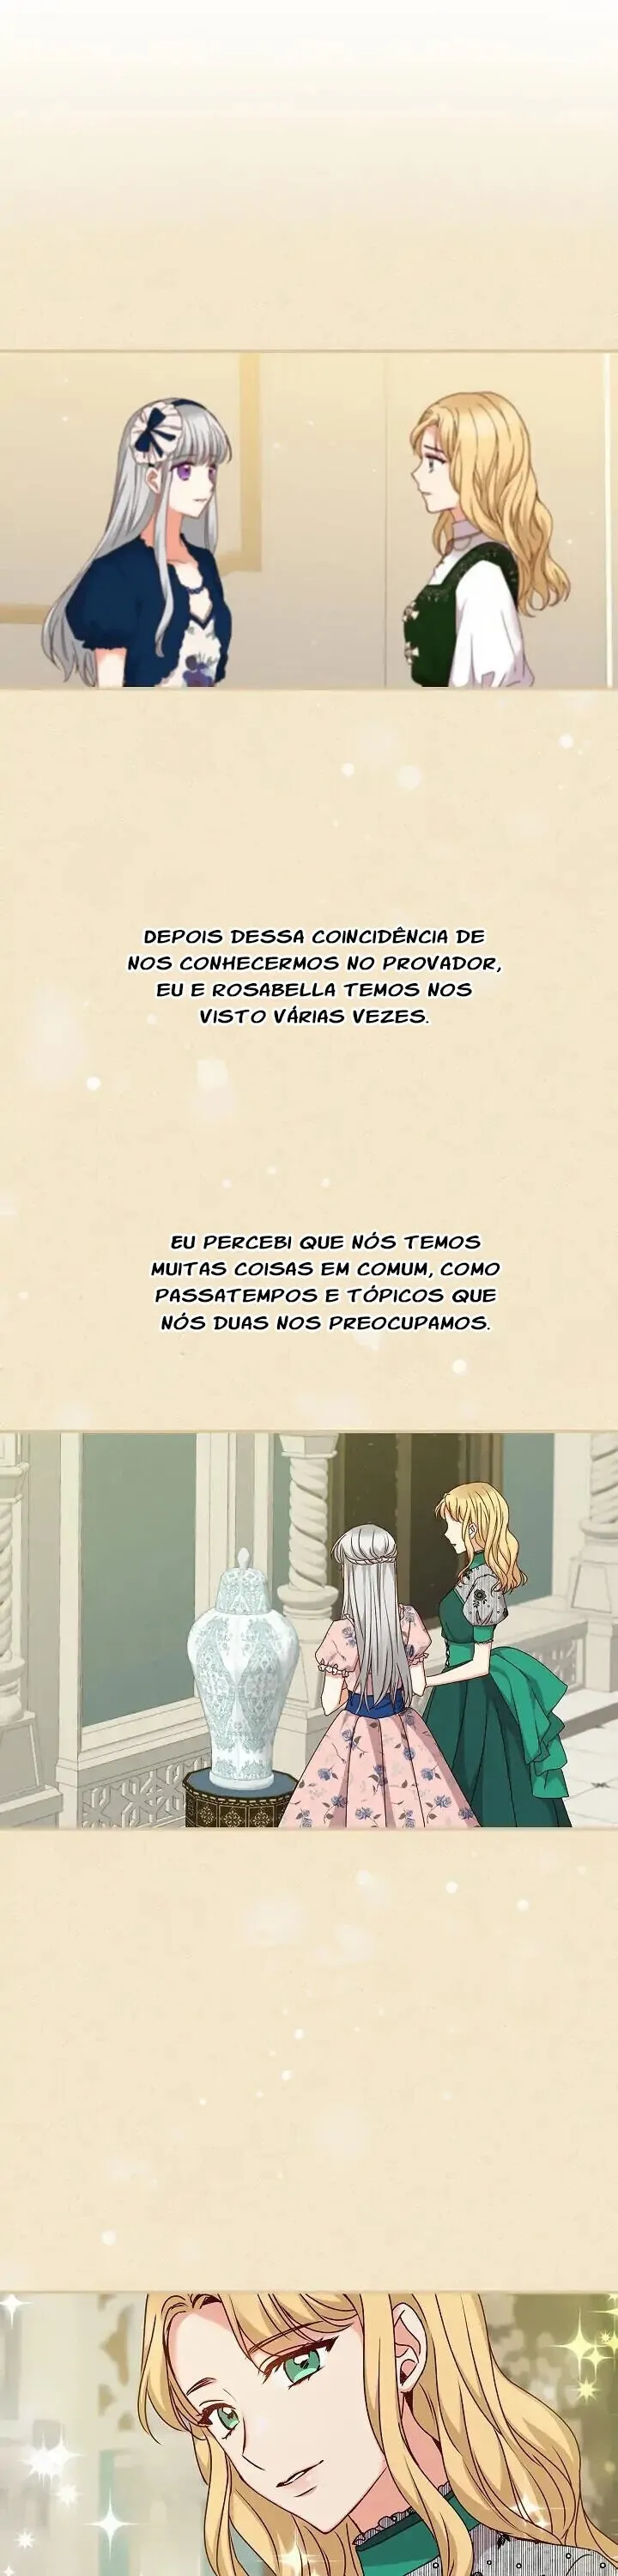 DEPOIS DESSA COINCIDÊNCIA DE
NOS CONHECERMOS NO PROVADOR,
EU E ROSABELLA TEMOS NOS
VISTO VÁRIAS VEZES.
EU PERCEBI QUE NÓS TEMOS
MUITAS COISAS EM COMUM, COMO
PASSATEMPOS E TÓPICOS QUE
NÓS DUAS NOS PREOCUPAMOS.